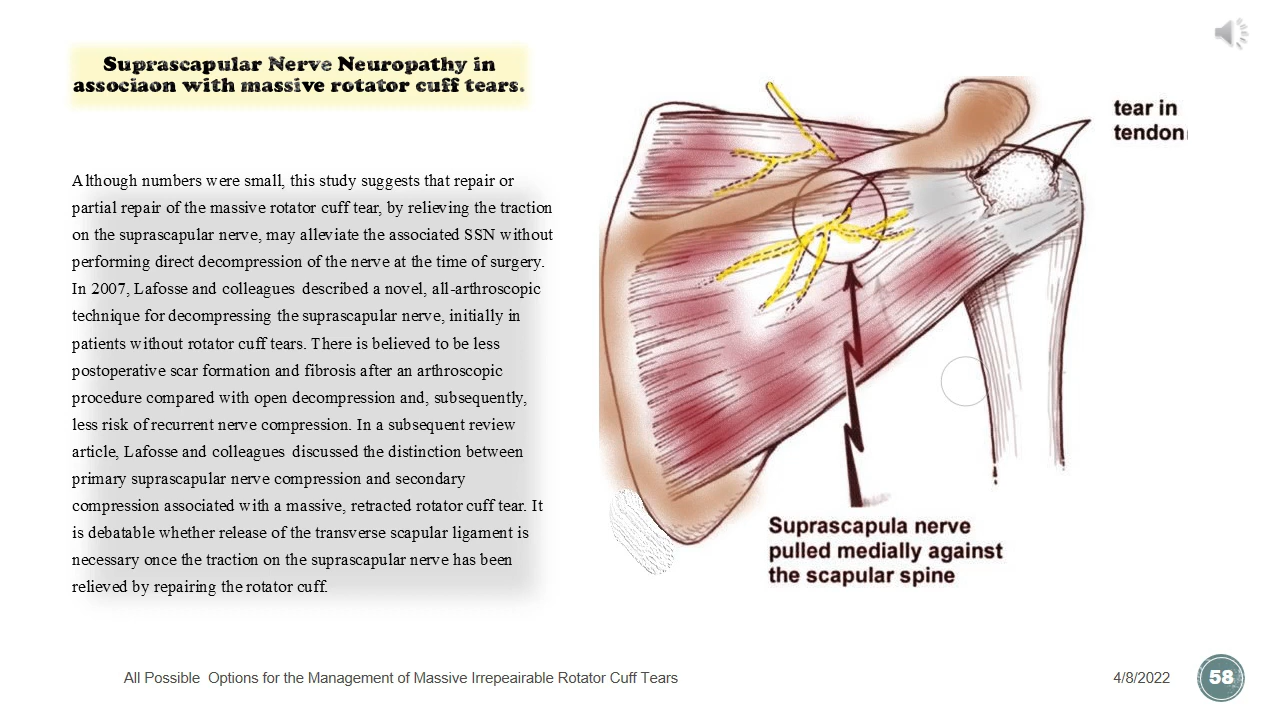 Suprascapular Nerve Neuropathy in
associaon with massive rotator cuff tears.
Although numbers were small, this study suggests that repair or
partial repair of the massive rotator cuff tear, by relieving the traction
on the suprascapular nerve, may alleviate the associated SSN without
performing direct decompression of the nerve at the time of surgery.
In 2007, Lafosse and colleagues described a novel, all-arthroscopic
technique for decompressing the suprascapular nerve, initially in
patients without rotator cuff tears. There is believed to be less
postoperative scar formation and fibrosis after an arthroscopic
procedure compared with open decompression and, subsequently,
less risk of recurrent nerve compression. In a subsequent review
article, Lafosse and colleagues discussed the distinction between
primary suprascapular nerve compression and secondary
compression associated with a massive, retracted rotator cuff tear. It
is debatable whether release of the transverse scapular ligament is
necessary once the traction on the suprascapular nerve has been
relieved by repairing the rotator cuff.
tear in
tendon
Suprascapula nerve
pulled medially against
the scapular spine
All Possible Options for the Management of Massive Irrepeairable Rotator Cuff Tears
4/8/2022
58